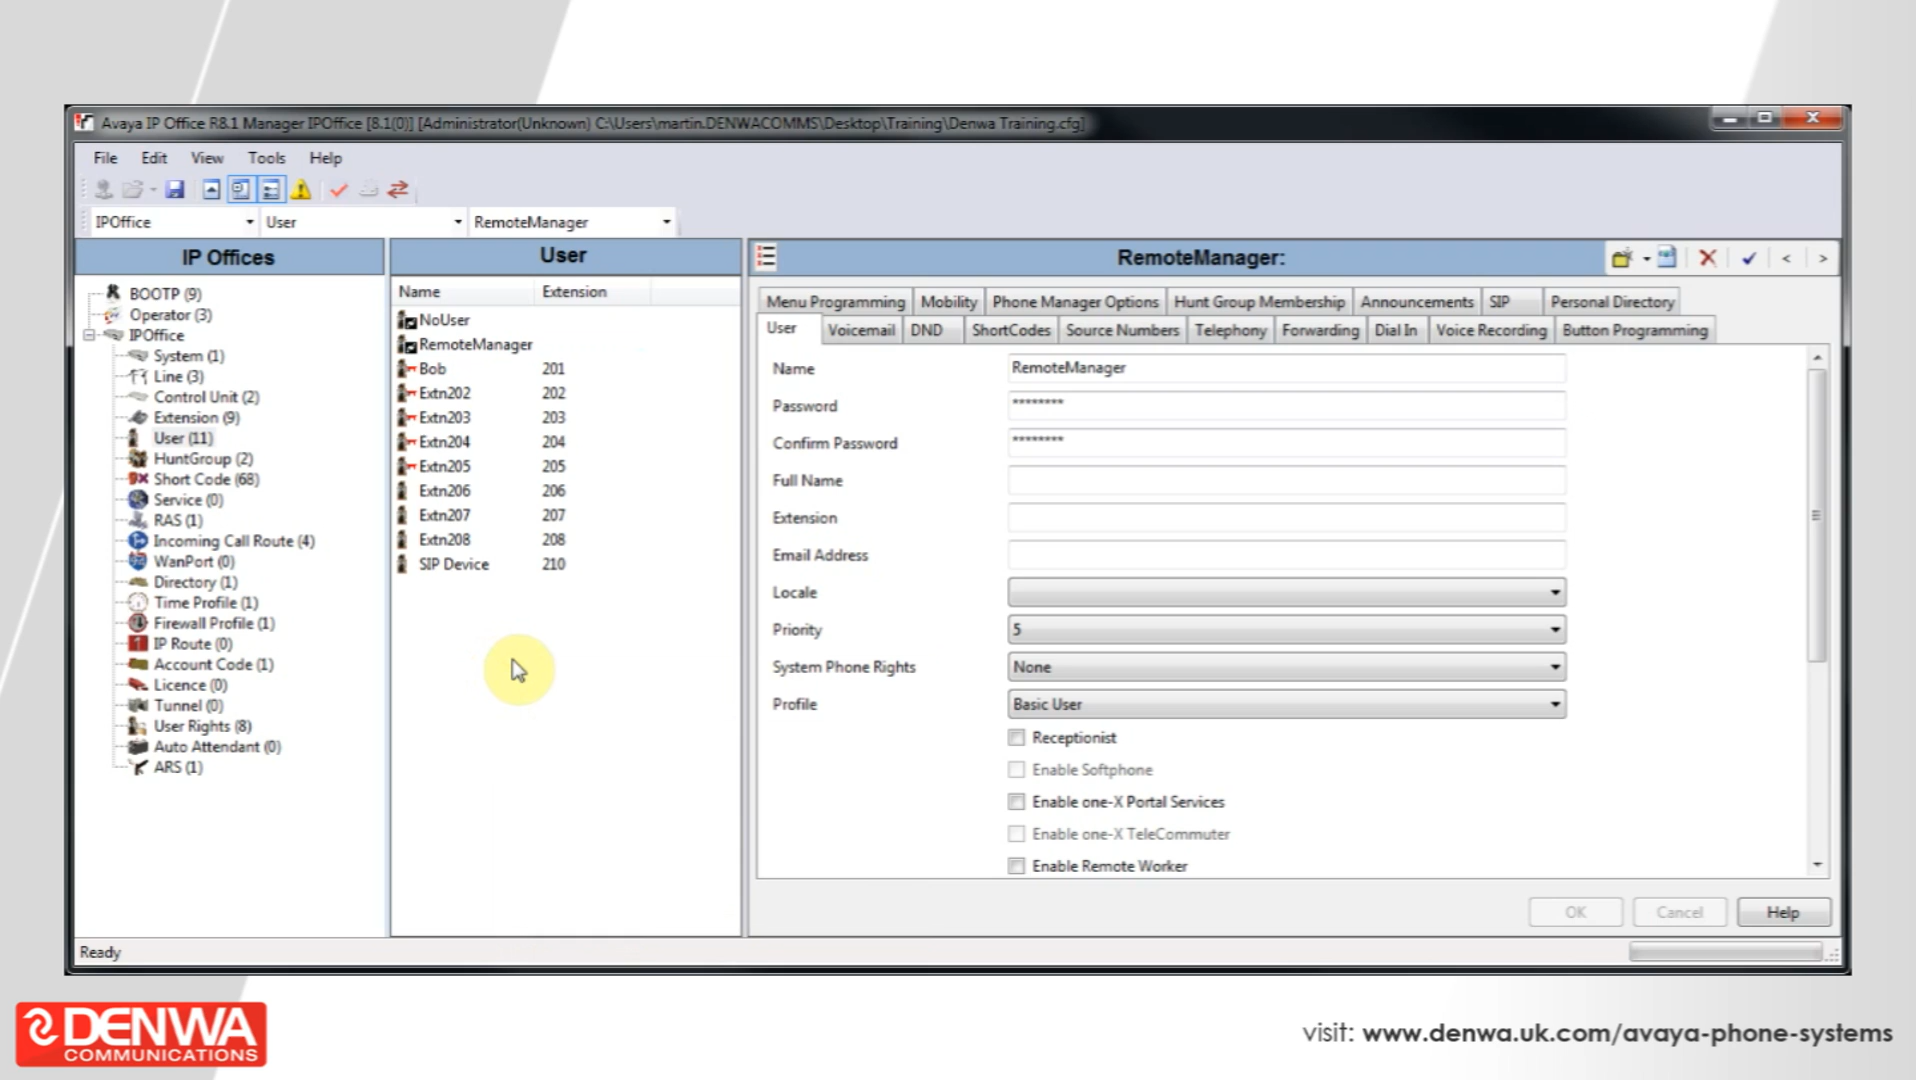 Avaya IP Office R8.1 Manager IPOffice [8.1(0)] [Administrator(Unknown) C:\Users\martin.DENWACOMMS\Desktop\Training\Denwa Training.cfg]
File Edit View Tools Help
IPOffice User RemoteManager
IP Offices
BOOTP (9)
Operator (3)
IPOffice
System (1)
Line (3)
Control Unit (2)
Extension (9)
User (11)
HuntGroup (2)
Short Code (68)
Service (0)
RAS (1)
Incoming Call Route (4)
WanPort (0)
Directory (1)
Time Profile (1)
Firewall Profile (1)
IP Route (0)
Account Code (1)
Licence (0)
Tunnel (0)
User Rights (8)
Auto Attendant (0)
ARS (1)
User
Name Extension
NoUser
RemoteManager
Bob 201
Extn202 202
Extn203 203
Extn204 204
Extn205 205
Extn206 206
Extn207 207
Extn208 208
SIP Device 210
RemoteManager:
Menu Programming Mobility Phone Manager Options Hunt Group Membership Announcements SIP Personal Directory
User Voicemail DND ShortCodes Source Numbers Telephony Forwarding Dial In Voice Recording Button Programming
Name RemoteManager
Password ********
Confirm Password ********
Full Name
Extension
Email Address
Locale
Priority 5
System Phone Rights None
Profile Basic User
Receptionist
Enable Softphone
Enable one-X Portal Services
Enable one-X TeleCommuter
Enable Remote Worker
OK Cancel Help
Ready
DENWA
COMMUNICATIONS
visit: www.denwa.uk.com/avaya-phone-systems